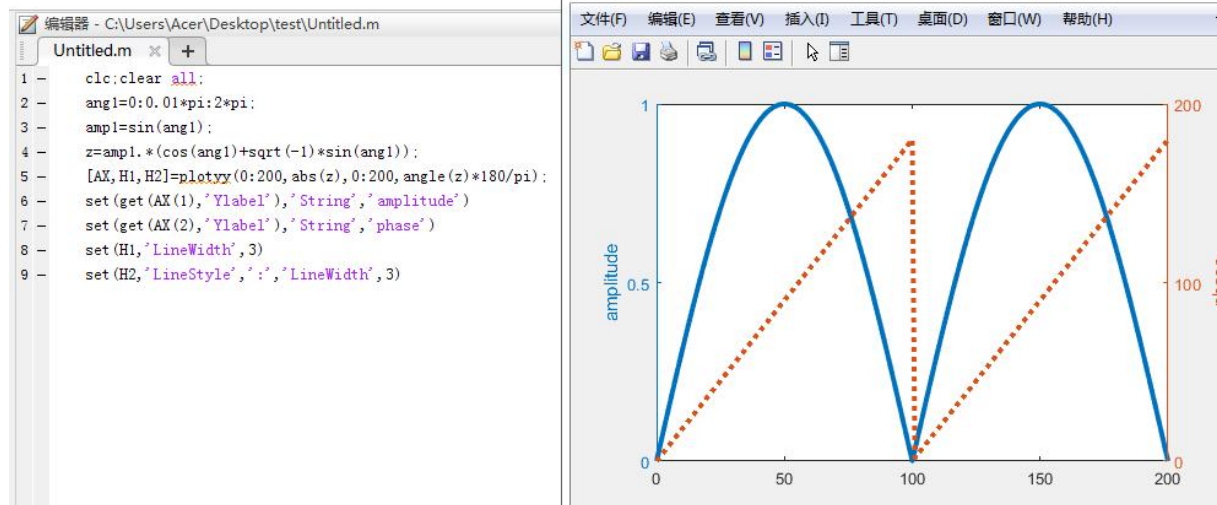 编辑器 - C:\Users\Acer\Desktop\test\Untitled.m
Untitled.m × +
1 - clc;clear all;
2 - ang1=0:0.01*pi:2*pi;
3 - amp1=sin(ang1);
4 - z=amp1.*(cos(ang1)+sqrt(-1)*sin(ang1));
5 - [AX,H1,H2]=plotyy(0:200,abs(z),0:200,angle(z)*180/pi);
6 - set(get(AX(1),'Ylabel'),'String','amplitude')
7 - set(get(AX(2),'Ylabel'),'String','phase')
8 - set(H1,'LineWidth',3)
9 - set(H2,'LineStyle',':','LineWidth',3)
文件(F) 编辑(E) 查看(V) 插入(I) 工具(T) 桌面(D) 窗口(W) 帮助(H)
1
200
amplitude
0.5
100
0
0
0
50
100
150
200